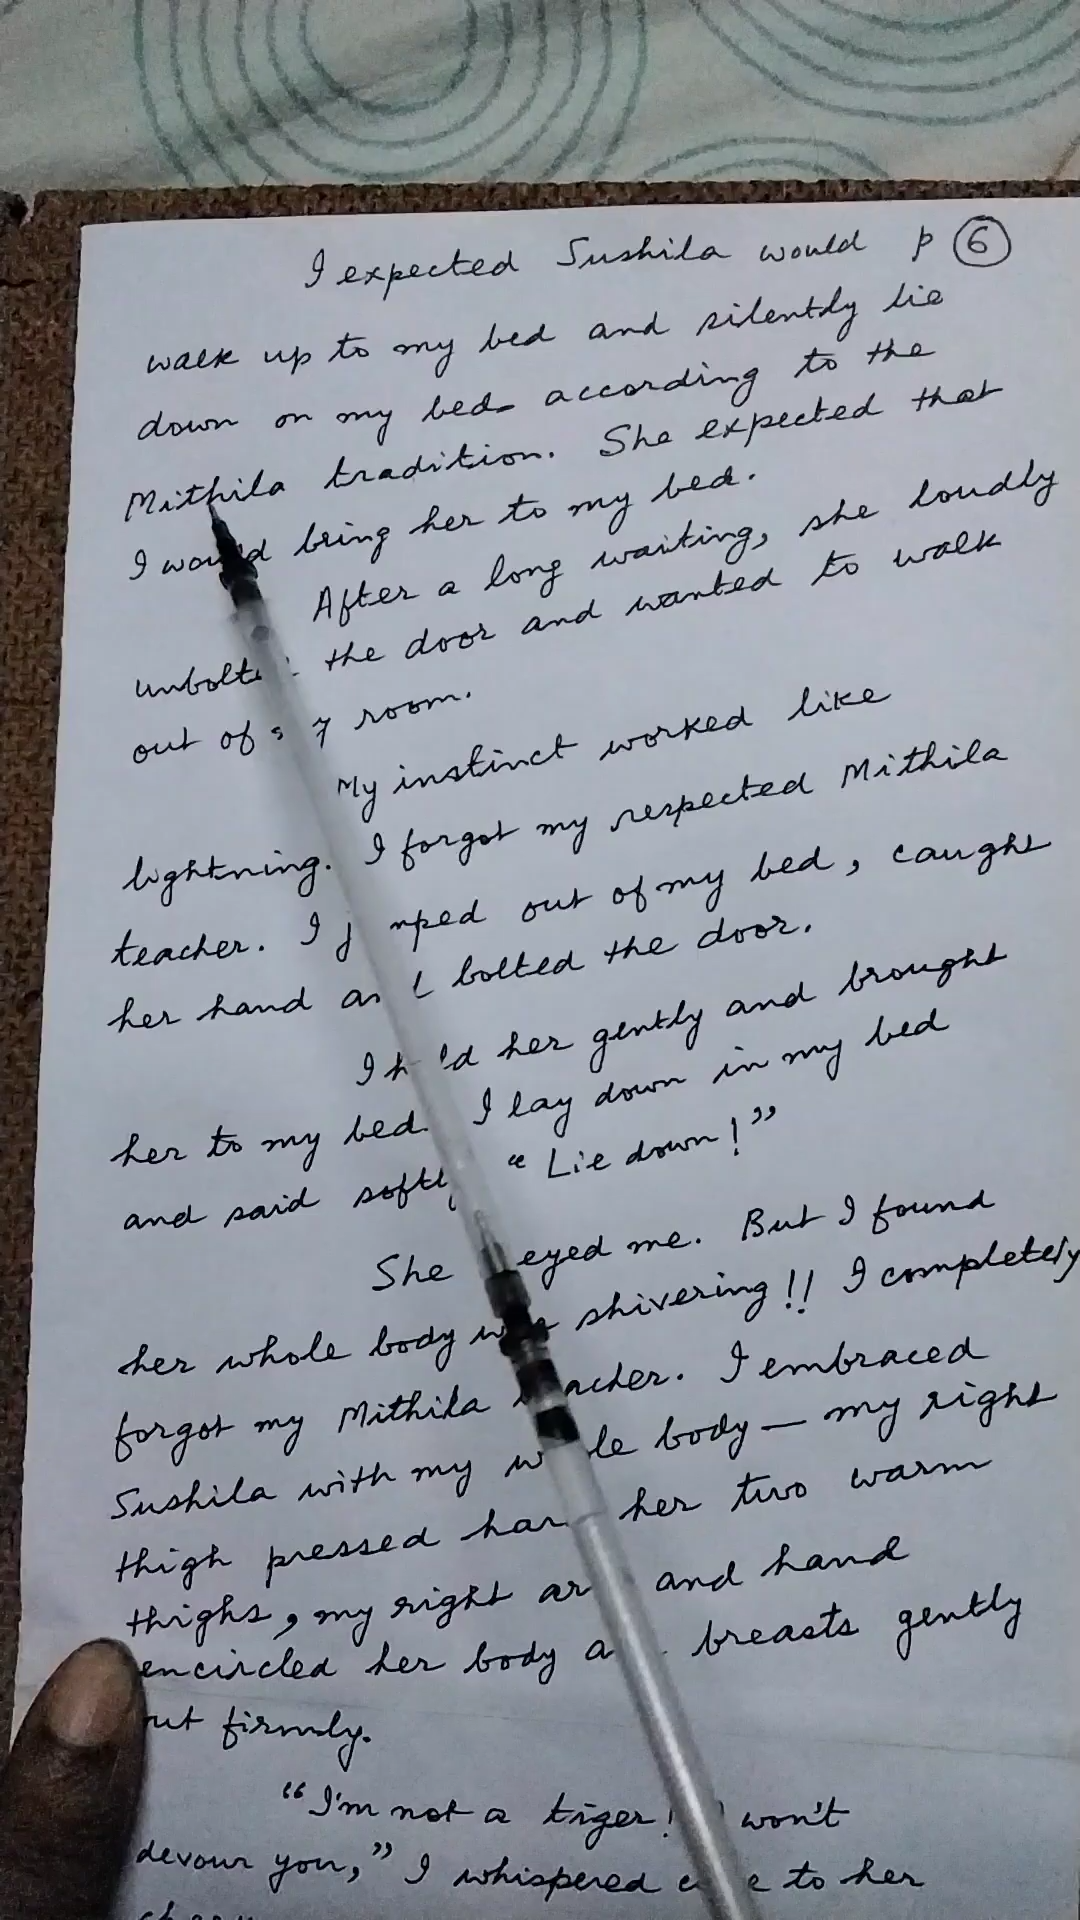 I expected Sushila would p 6
walk up to my bed and silently lie
down on my bed according to the
Mithila tradition. She expected that
I would bring her to my bed.
After a long waiting, she loudly
the door and wanted to walk
out of room.
My instinct worked like
lightning. I forgot my respected Mithila
teacher. I out of my bed, caught
her hand bolted the door.
I her gently and brought
her to my bed. I lay down in my bed
and said "Lie down!"
She me. But I found
her whole body shivering!! I completely
forgot my Mithila . I embraced
Sushila with my body — my right
thigh pressed her two warm
thighs, my right and hand
encircled her body breasts gently
firmly.
"I'm not a tiger! won't
devour you," I whispered to her